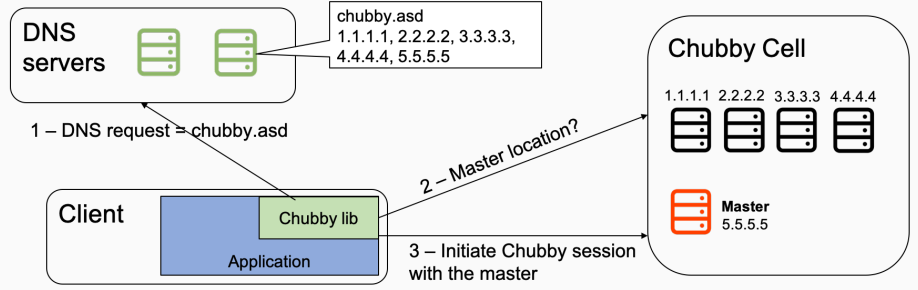 DNS
servers
chubby.asd
1.1.1.1, 2.2.2.2, 3.3.3.3,
4.4.4.4, 5.5.5.5
1 – DNS request = chubby.asd
Client
Chubby lib
Application
2 – Master location?
3 – Initiate Chubby session
with the master
Chubby Cell
1.1.1.1 2.2.2.2 3.3.3.3 4.4.4.4
Master
5.5.5.5